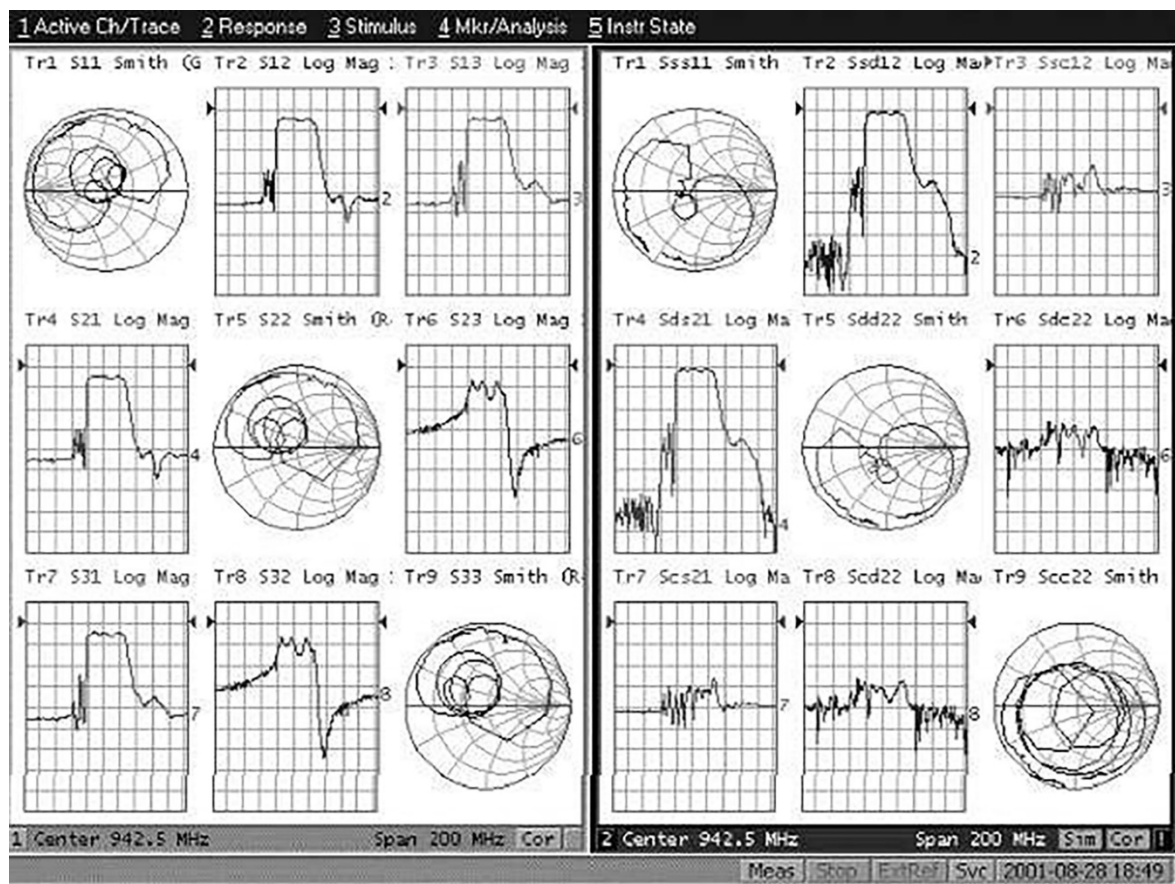 1 Active Ch/Trace 2 Response 3 Stimulus 4 Mkr/Analysis 5 Instr State
Tr1 S11 Smith (G Tr2 S12 Log Mag Tr3 S13 Log Mag
Tr1 Sss11 Smith Tr2 Ssd12 Log Ma Tr3 Ssc12 Log Ma
2
3
2
3
Tr4 S21 Log Mag Tr5 S22 Smith (R Tr6 S23 Log Mag
Tr4 Sds21 Log Ma Tr5 Sdd22 Smith Tr6 Sdc22 Log Ma
4
6
4
6
Tr7 S31 Log Mag Tr8 S32 Log Mag Tr9 S33 Smith (R
Tr7 Scs21 Log Ma Tr8 Scd22 Log Ma Tr9 Scc22 Smith
7
8
7
8
1 Center 942.5 MHz Span 200 MHz Cor
2 Center 942.5 MHz Span 200 MHz Sim Cor !
Meas Stop ExtRef Svc 2001-08-28 18:49